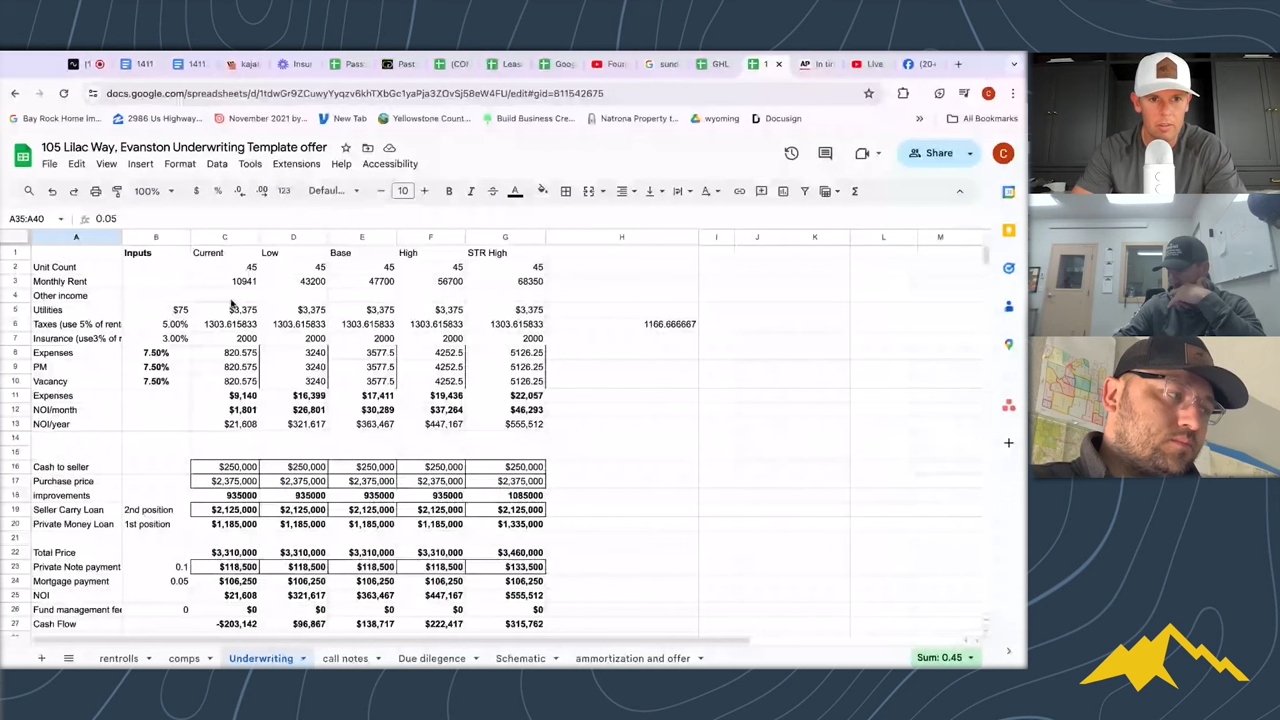 1411
1411
kajal
Insu
Pass
Past
(CO
Leas
Goog
Four
sund
GHL
1
In tir
Live
(20+
docs.google.com/spreadsheets/d/1tdwGr9ZCuwyYyqzv6khTXbGc1yaPja3ZOvSj58eW4FU/edit#gid=811542675
Bay Rock Home im... 2986 Us Highway... November 2021 by... New Tab Yellowstone Count... Build Business Cre... Natrona Property t... wyoming Docusign » All Bookmarks
105 Lilac Way, Evanston Underwriting Template offer
File Edit View Insert Format Data Tools Extensions Help Accessibility
Share
C
100% $ % .0 .00 123 Defaul... − 10 + B I A Σ
A35:A40 fx 0.05
A B C D E F G H I J K L M
1 Inputs Current Low Base High STR High
2 Unit Count 45 45 45 45 45
3 Monthly Rent 10941 43200 47700 56700 68350
4 Other income
5 Utilities $75 $3,375 $3,375 $3,375 $3,375 $3,375
6 Taxes (use 5% of rent 5.00% 1303.615833 1303.615833 1303.615833 1303.615833 1303.615833 1166.666667
7 Insurance (use3% of r 3.00% 2000 2000 2000 2000 2000
8 Expenses 7.50% 820.575 3240 3577.5 4252.5 5126.25
9 PM 7.50% 820.575 3240 3577.5 4252.5 5126.25
10 Vacancy 7.50% 820.575 3240 3577.5 4252.5 5126.25
11 Expenses $9,140 $16,399 $17,411 $19,436 $22,057
12 NOI/month $1,801 $26,801 $30,289 $37,264 $46,293
13 NOI/year $21,608 $321,617 $363,467 $447,167 $555,512
14
15
16 Cash to seller $250,000 $250,000 $250,000 $250,000 $250,000
17 Purchase price $2,375,000 $2,375,000 $2,375,000 $2,375,000 $2,375,000
18 improvements 935000 935000 935000 935000 1085000
19 Seller Carry Loan 2nd position $2,125,000 $2,125,000 $2,125,000 $2,125,000 $2,125,000
20 Private Money Loan 1st position $1,185,000 $1,185,000 $1,185,000 $1,185,000 $1,335,000
22 Total Price $3,310,000 $3,310,000 $3,310,000 $3,310,000 $3,460,000
23 Private Note payment 0.1 $118,500 $118,500 $118,500 $118,500 $133,500
24 Mortgage payment 0.05 $106,250 $106,250 $106,250 $106,250 $106,250
25 NOI $21,608 $321,617 $363,467 $447,167 $555,512
26 Fund management fee 0 $0 $0 $0 $0 $0
27 Cash Flow -$203,142 $96,867 $138,717 $222,417 $315,762
rentrolls comps Underwriting call notes Due dilegence Schematic ammortization and offer Sum: 0.45